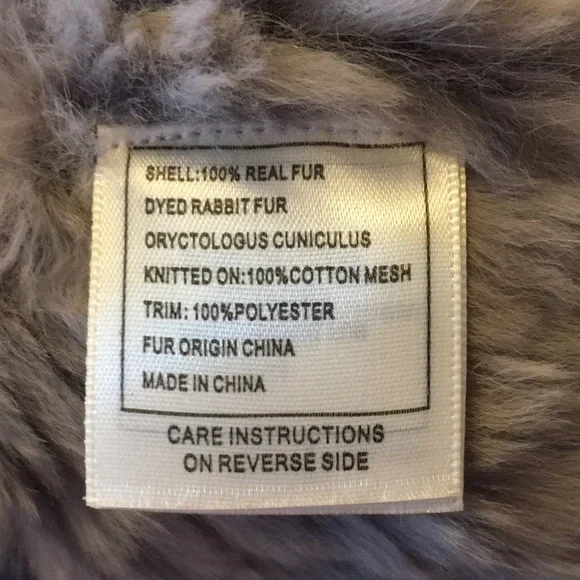 SHELL:100% REAL FUR
DYED RABBIT FUR
ORYCTOLOGUS CUNICULUS
KNITTED ON:100%COTTON MESH
TRIM: 100%POLYESTER
FUR ORIGIN CHINA
MADE IN CHINA
CARE INSTRUCTIONS
ON REVERSE SIDE